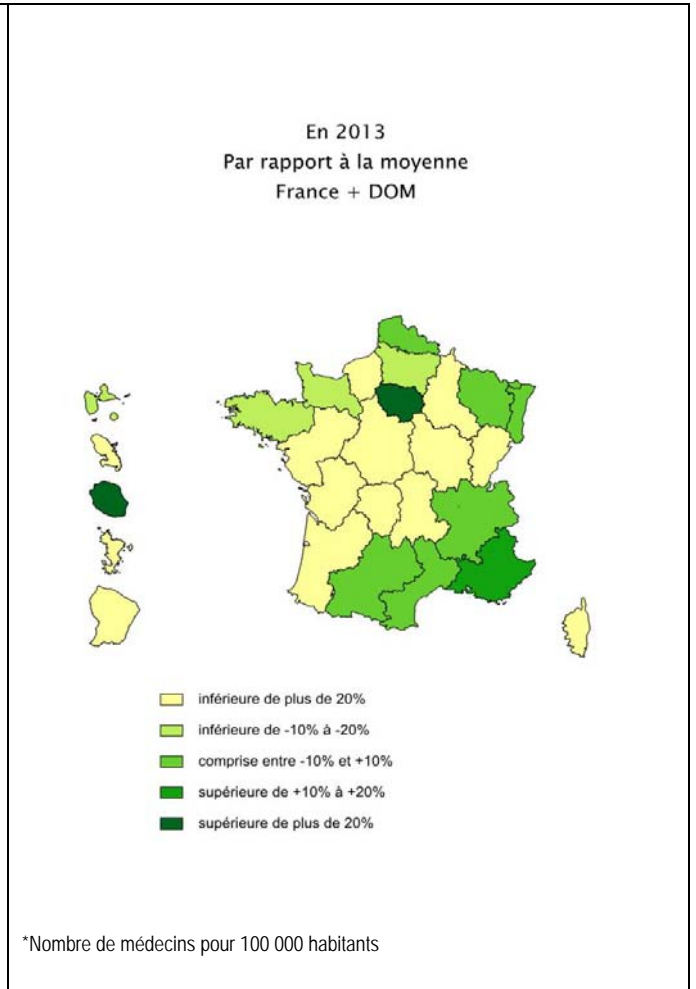 En 2013
Par rapport à la moyenne
France + DOM
inférieure de plus de 20%
inférieure de -10% à -20%
comprise entre -10% et +10%
supérieure de +10% à +20%
supérieure de plus de 20%
*Nombre de médecins pour 100 000 habitants